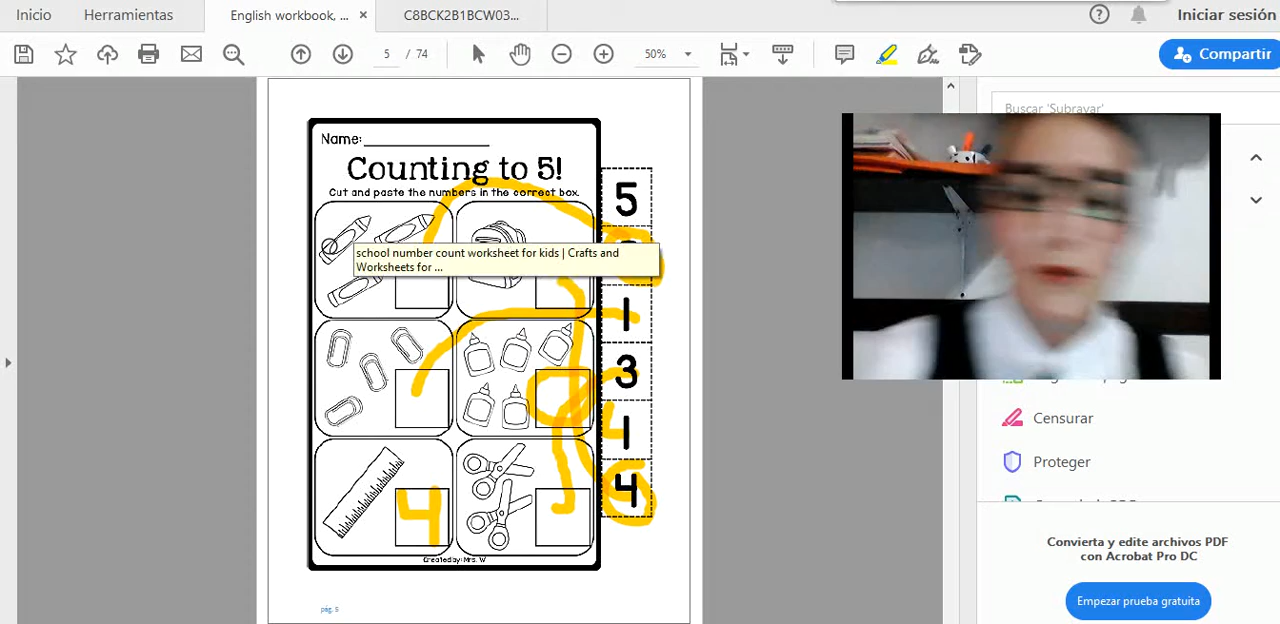 Inicio Herramientas English workbook, ... × C8BCK2B1BCW03... Iniciar sesión
5 / 74 50% Compartir
Buscar 'Subrayar'
Name:
Counting to 5!
Cut and paste the numbers in the correct box.
5
school number count worksheet for kids | Crafts and
Worksheets for ...
1
3
4
1
4
4
Created by: Mrs. W
pág. 5
Censurar
Proteger
Convierta y edite archivos PDF
con Acrobat Pro DC
Empezar prueba gratuita